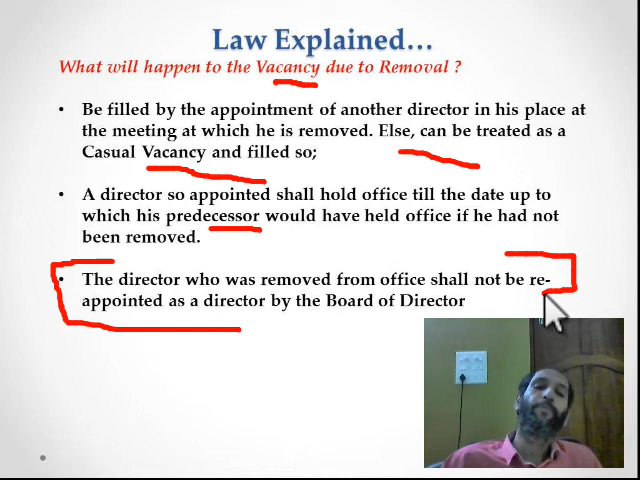 Law Explained…
What will happen to the Vacancy due to Removal ?
• Be filled by the appointment of another director in his place at
the meeting at which he is removed. Else, can be treated as a
Casual Vacancy and filled so;
• A director so appointed shall hold office till the date up to
which his predecessor would have held office if he had not
been removed.
• The director who was removed from office shall not be re-
appointed as a director by the Board of Director